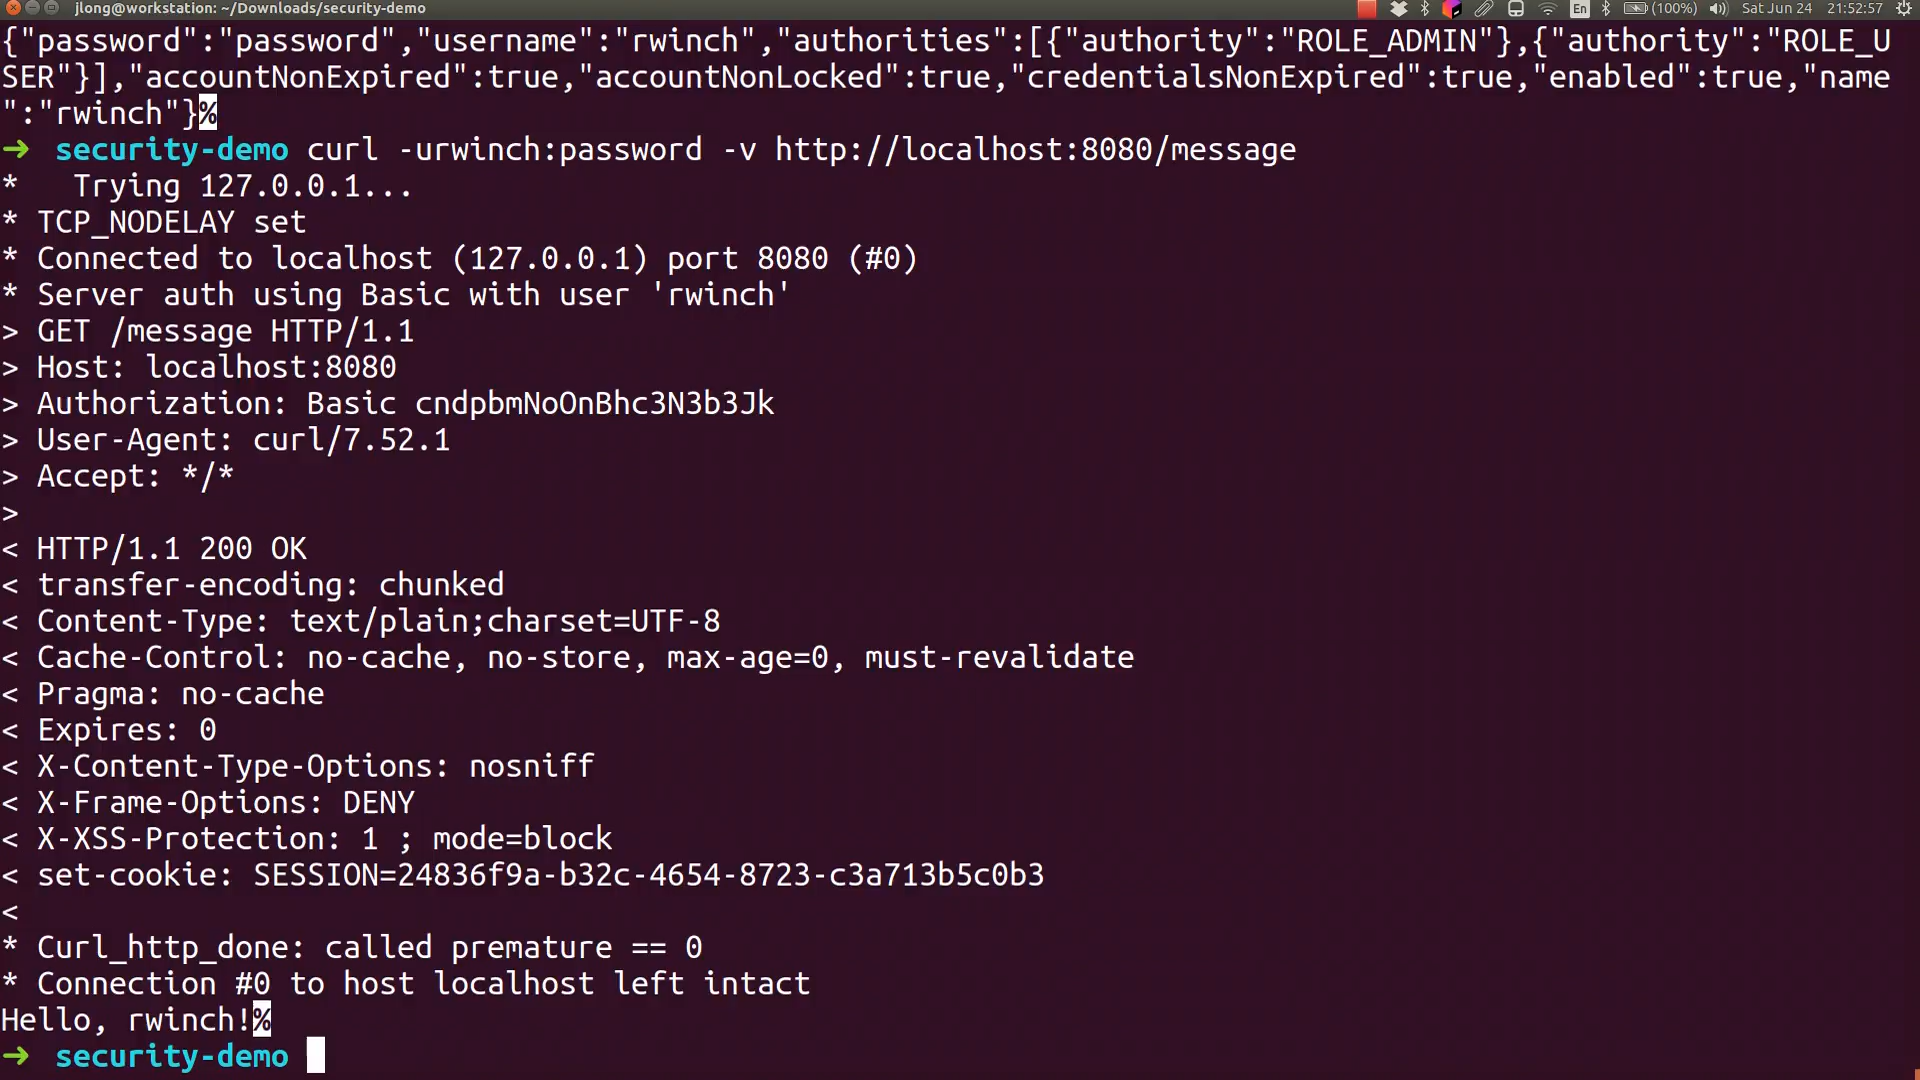 jlong@workstation: ~/Downloads/security-demo
En (100%) Sat Jun 24 21:52:57
{"password":"password","username":"rwinch","authorities":[{"authority":"ROLE_ADMIN"},{"authority":"ROLE_U
SER"}],"accountNonExpired":true,"accountNonLocked":true,"credentialsNonExpired":true,"enabled":true,"name
":"rwinch"}%
➜  security-demo curl -urwinch:password -v http://localhost:8080/message
*   Trying 127.0.0.1...
* TCP_NODELAY set
* Connected to localhost (127.0.0.1) port 8080 (#0)
* Server auth using Basic with user 'rwinch'
> GET /message HTTP/1.1
> Host: localhost:8080
> Authorization: Basic cndpbmNoOnBhc3N3b3Jk
> User-Agent: curl/7.52.1
> Accept: */*
>
< HTTP/1.1 200 OK
< transfer-encoding: chunked
< Content-Type: text/plain;charset=UTF-8
< Cache-Control: no-cache, no-store, max-age=0, must-revalidate
< Pragma: no-cache
< Expires: 0
< X-Content-Type-Options: nosniff
< X-Frame-Options: DENY
< X-XSS-Protection: 1 ; mode=block
< set-cookie: SESSION=24836f9a-b32c-4654-8723-c3a713b5c0b3
<
* Curl_http_done: called premature == 0
* Connection #0 to host localhost left intact
Hello, rwinch!%
➜  security-demo